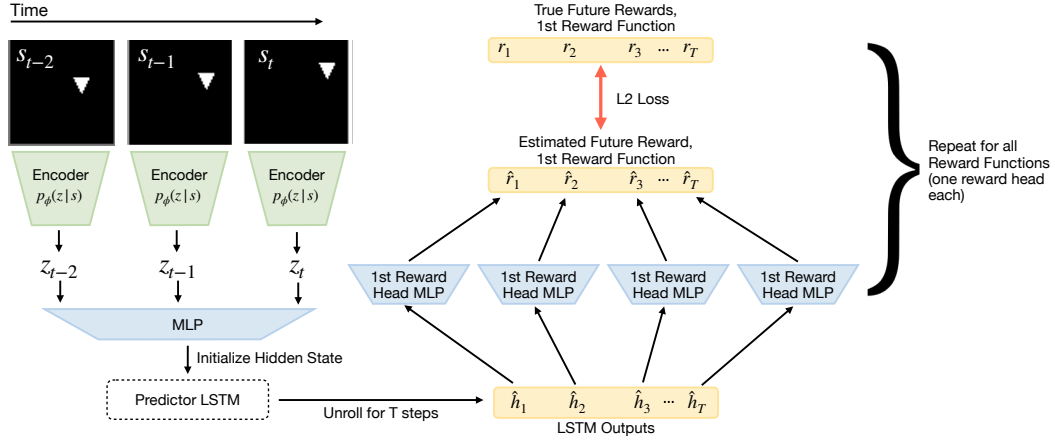 Time
s_{t−2} s_{t−1} s_t
Encoder Encoder Encoder
p_ϕ(z|s) p_ϕ(z|s) p_ϕ(z|s)
z_{t−2} z_{t−1} z_t
MLP
Initialize Hidden State
Predictor LSTM
Unroll for T steps
True Future Rewards,
1st Reward Function
r_1 r_2 r_3 ··· r_T
L2 Loss
Estimated Future Reward,
1st Reward Function
r̂_1 r̂_2 r̂_3 ··· r̂_T
1st Reward 1st Reward 1st Reward 1st Reward
Head MLP Head MLP Head MLP Head MLP
ĥ_1 ĥ_2 ĥ_3 ··· ĥ_T
LSTM Outputs
Repeat for all
Reward Functions
(one reward head
each)